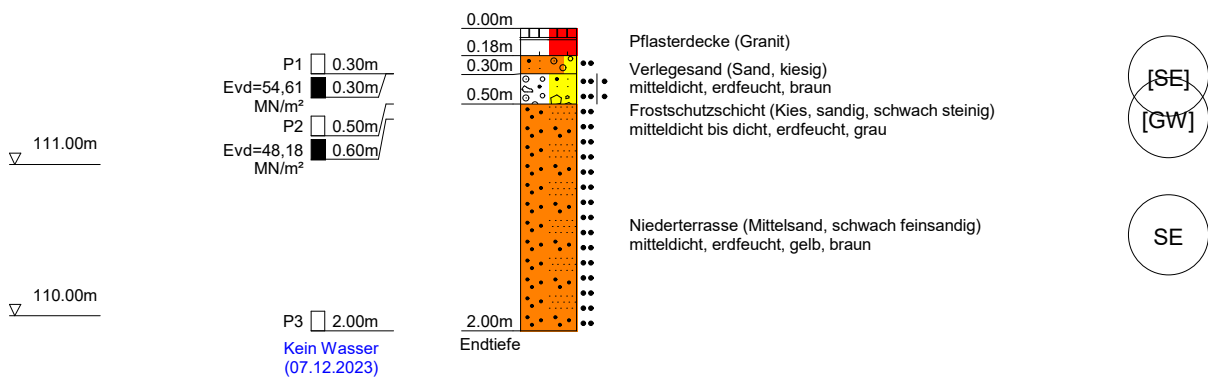 0.00m
0.18m
Pflasterdecke (Granit)
P1 0.30m
0.30m
Verlegesand (Sand, kiesig)
mitteldicht, erdfeucht, braun
[SE]
Evd=54,61 0.30m
MN/m²
0.50m
Frostschutzschicht (Kies, sandig, schwach steinig)
mitteldicht bis dicht, erdfeucht, grau
[GW]
P2 0.50m
Evd=48,18 0.60m
MN/m²
111.00m
Niederterrasse (Mittelsand, schwach feinsandig)
mitteldicht, erdfeucht, gelb, braun
SE
110.00m
P3 2.00m
2.00m
Endtiefe
Kein Wasser
(07.12.2023)